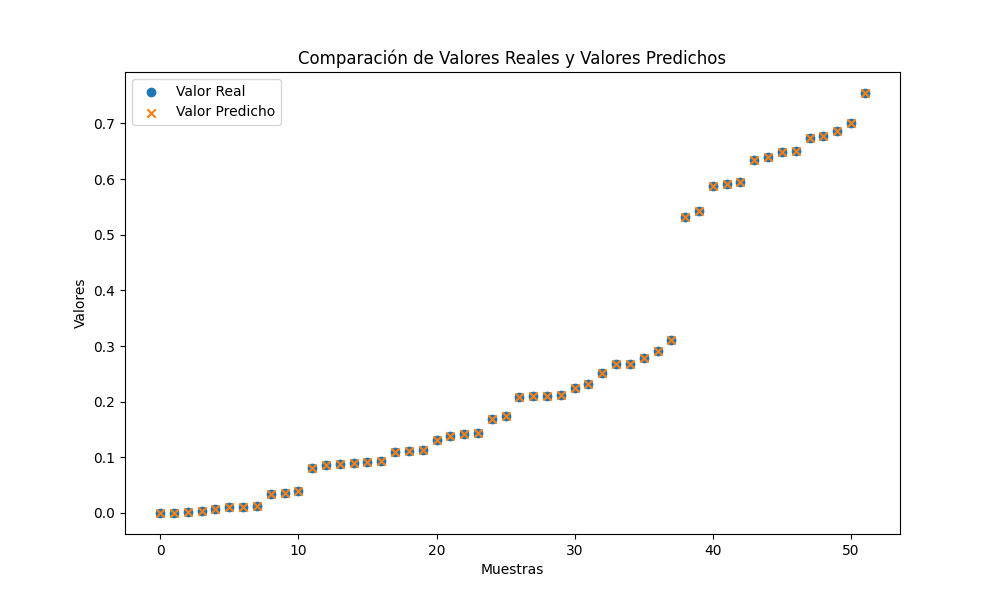 Comparación de Valores Reales y Valores Predichos
Valor Real
Valor Predicho
Valores
0.7
0.6
0.5
0.4
0.3
0.2
0.1
0.0
0 10 20 30 40 50
Muestras